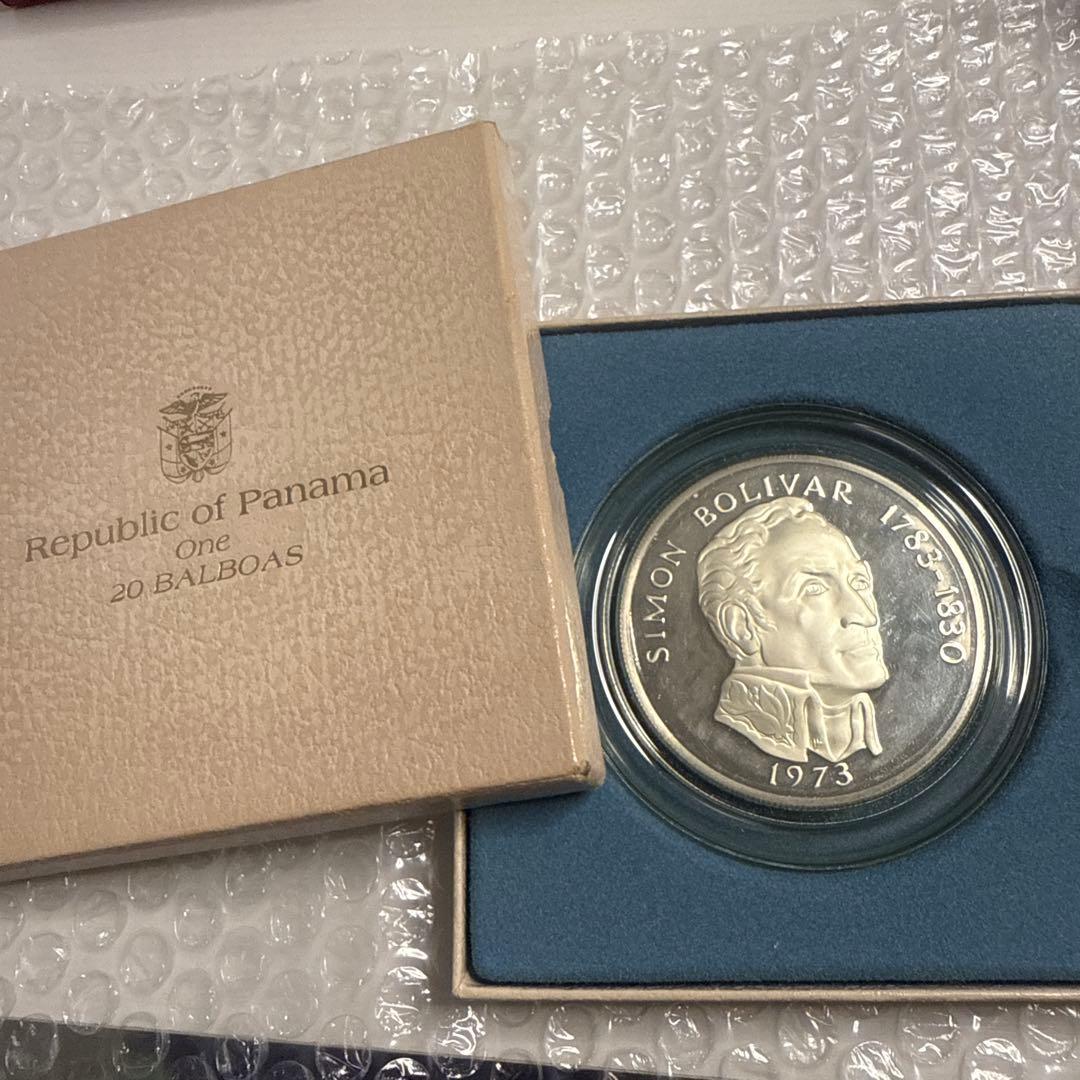 Republic of Panama
One
20 BALBOAS
SIMON BOLIVAR 1783-1830
1973